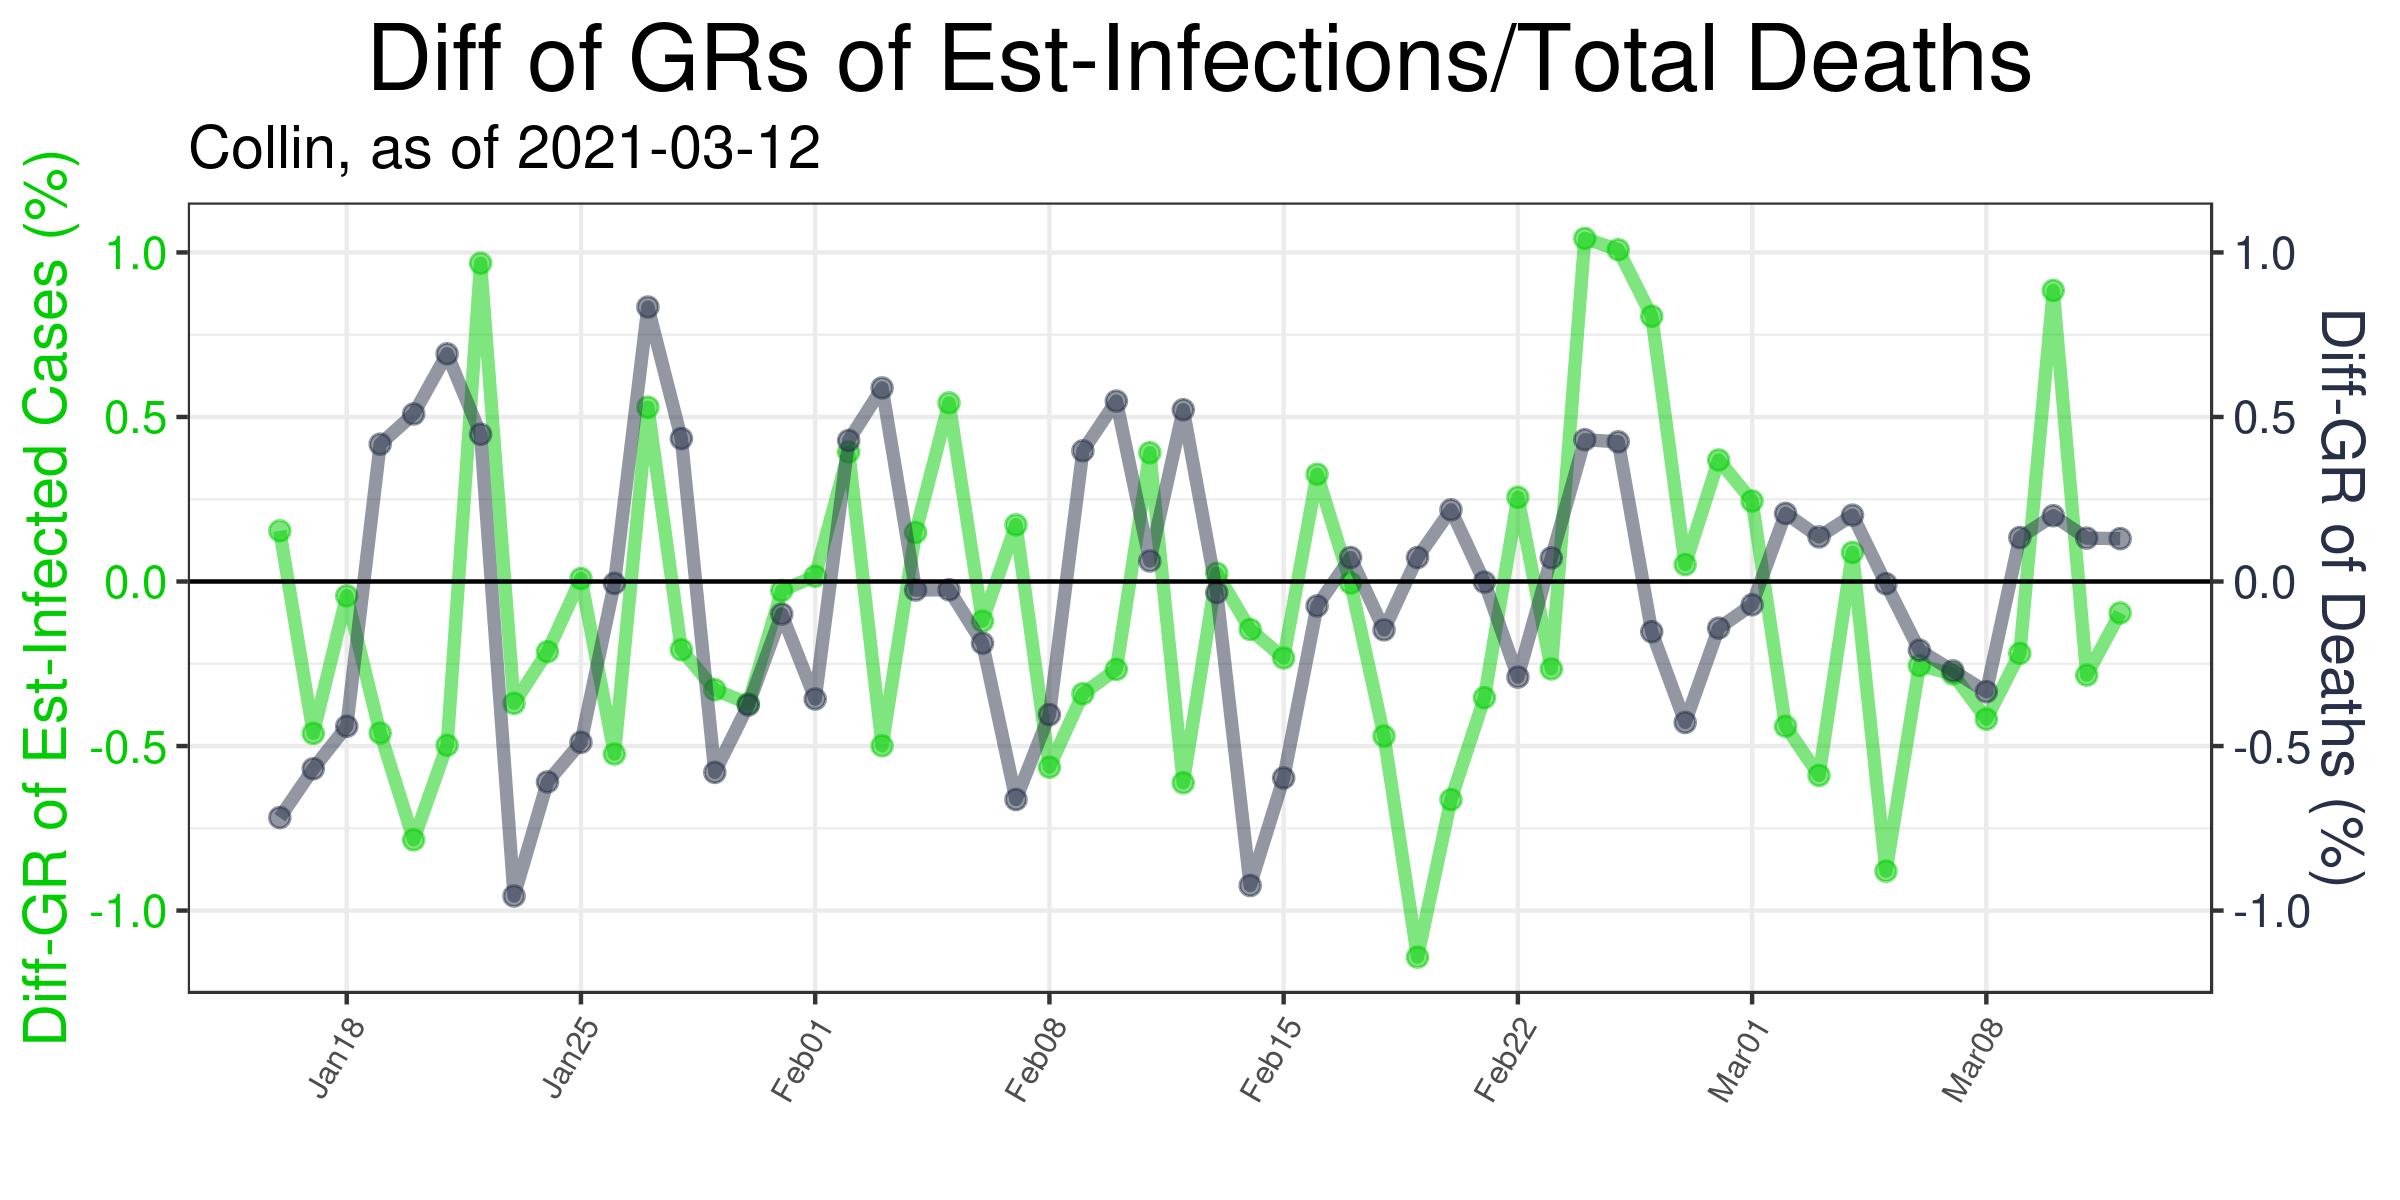 Diff of GRs of Est-Infections/Total Deaths
Collin, as of 2021-03-12
Diff-GR of Est-Infected Cases (%)
1.0
0.5
0.0
-0.5
-1.0
1.0
0.5
0.0
-0.5
-1.0
Diff-GR of Deaths (%)
Jan18
Jan25
Feb01
Feb08
Feb15
Feb22
Mar01
Mar08